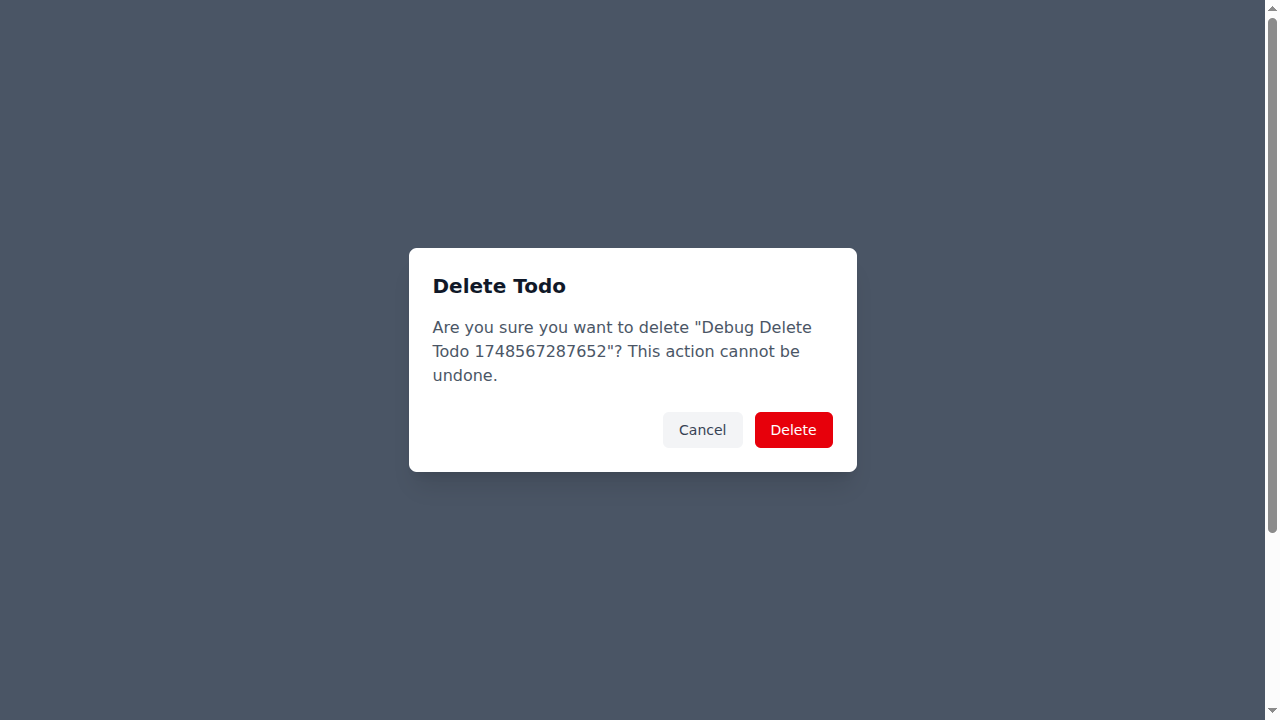 Delete Todo
Are you sure you want to delete "Debug Delete
Todo 1748567287652"? This action cannot be
undone.
Cancel Delete